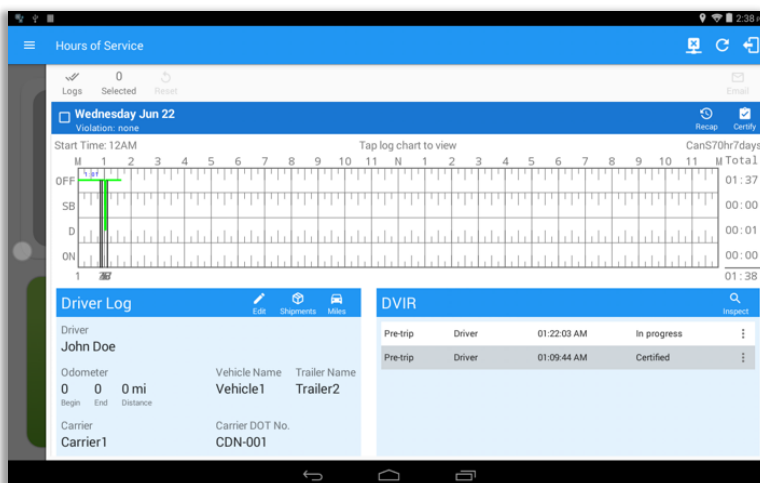 2:38
Hours of Service
Logs
0
Selected
Reset
Email
Wednesday Jun 22
Violation: none
Recap
Certify
Start Time: 12AM
Tap log chart to view
CanS70hr7days
M 1 2 3 4 5 6 7 8 9 10 11 N 1 2 3 4 5 6 7 8 9 10 11 M Total
OFF 01:37
SB 00:00
D 00:01
ON 00:00
1
01:38
Driver Log
Edit
Shipments
Miles
Driver
John Doe
Odometer
Vehicle Name
Trailer Name
0 0 0 mi
Vehicle1
Trailer2
Begin End Distance
Carrier
Carrier DOT No.
Carrier1
CDN-001
DVIR
Inspect
Pre-trip Driver 01:22:03 AM In progress
Pre-trip Driver 01:09:44 AM Certified